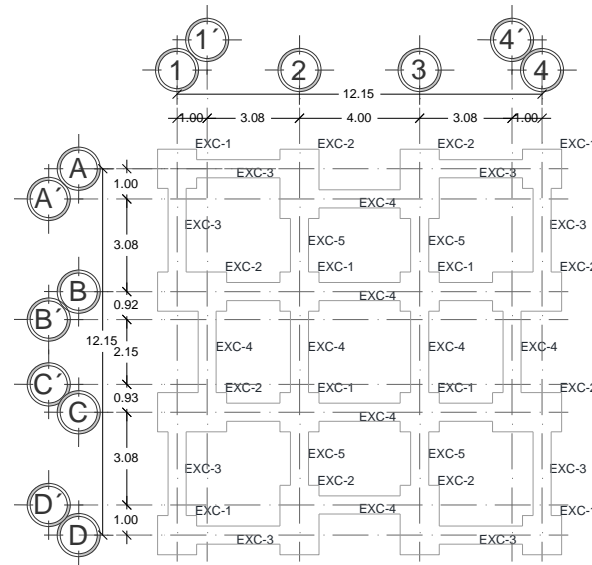 1´ 4´
1 2 3 4
12.15
1.00 3.08 4.00 3.08 1.00
EXC-1 EXC-2 EXC-2 EXC-1
A
EXC-3 EXC-3
1.00
A´
EXC-4
EXC-3 EXC-3
3.08
EXC-5 EXC-5
EXC-2 EXC-1 EXC-1 EXC-2
B
EXC-4
0.92
B´
12.15
EXC-4 EXC-4 EXC-4 EXC-4
2.15
C´
EXC-2 EXC-1 EXC-1 EXC-2
0.93
C
EXC-4
EXC-5 EXC-5
3.08
EXC-3 EXC-3
EXC-2 EXC-2
D´
EXC-1 EXC-4 EXC-1
1.00
D
EXC-3 EXC-3